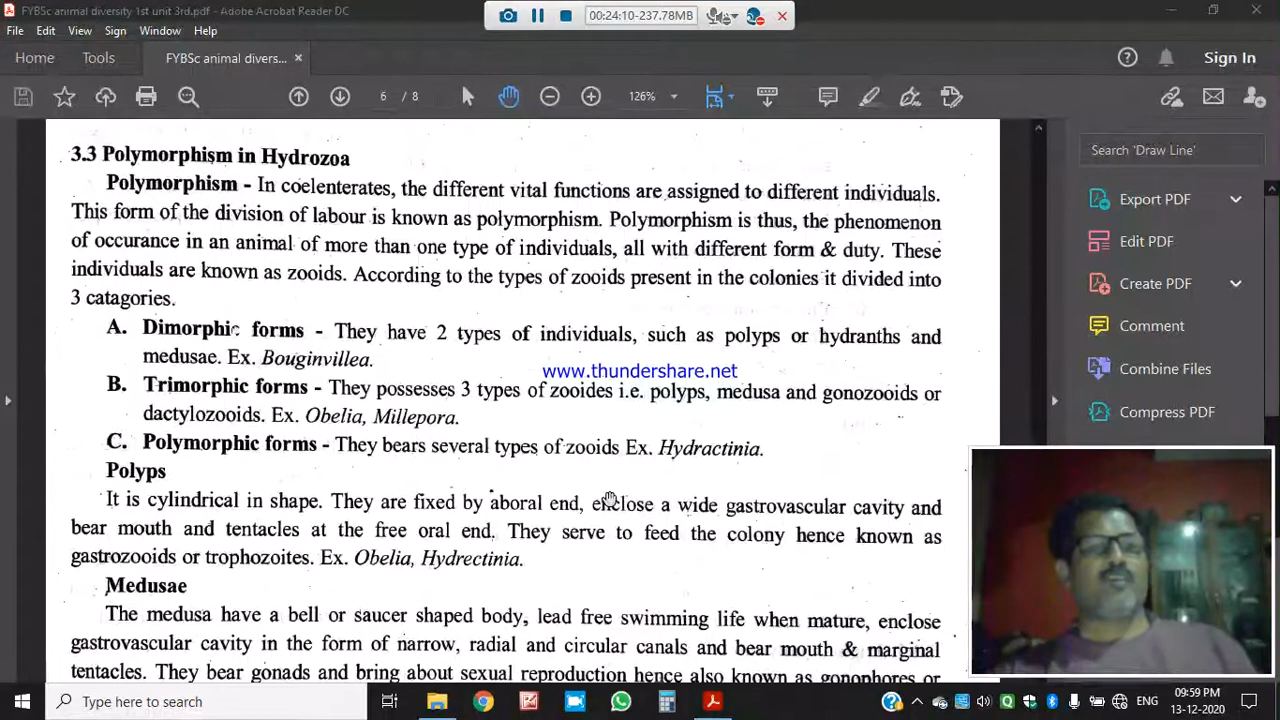 FYBSc animal diversity 1st unit 3rd.pdf - Adobe Acrobat Reader DC
00:24:10-237.78MB
File Edit View Sign Window Help
Home Tools FYBSc animal divers... × Sign In
6 / 8 126%
3.3 Polymorphism in Hydrozoa
Polymorphism - In coelenterates, the different vital functions are assigned to different individuals.
This form of the division of labour is known as polymorphism. Polymorphism is thus, the phenomenon
of occurance in an animal of more than one type of individuals, all with different form & duty. These
individuals are known as zooids. According to the types of zooids present in the colonies it divided into
3 catagories.
A. Dimorphic forms - They have 2 types of individuals, such as polyps or hydranths and
medusae. Ex. Bouginvillea.
www.thundershare.net
B. Trimorphic forms - They possesses 3 types of zooides i.e. polyps, medusa and gonozooids or
dactylozooids. Ex. Obelia, Millepora.
C. Polymorphic forms - They bears several types of zooids Ex. Hydractinia.
Polyps
It is cylindrical in shape. They are fixed by aboral end, enclose a wide gastrovascular cavity and
bear mouth and tentacles at the free oral end. They serve to feed the colony hence known as
gastrozooids or trophozoites. Ex. Obelia, Hydrectinia.
Medusae
The medusa have a bell or saucer shaped body, lead free swimming life when mature, enclose
gastrovascular cavity in the form of narrow, radial and circular canals and bear mouth & marginal
tentacles. They bear gonads and bring about sexual reproduction hence also known as gonophores or
Search 'Draw Line'
Export PDF
Edit PDF
Create PDF
Comment
Combine Files
Compress PDF
Type here to search
ENG
09:59 PM
13-12-2020